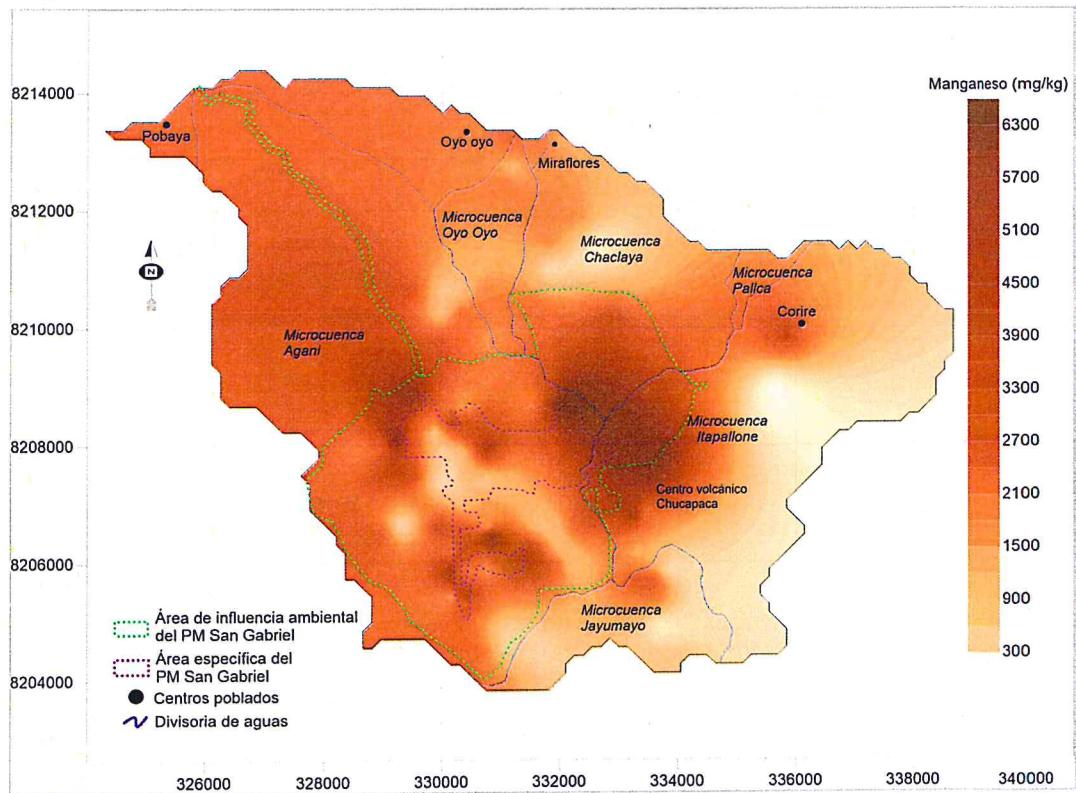 Manganeso (mg/kg)
6300
5700
5100
4500
3900
3300
2700
2100
1500
900
300
8214000
8212000
8210000
8208000
8206000
8204000
Pobaya
Oyo oyo
Miraflores
Microcuenca
Oyo Oyo
Microcuenca
Chaclaya
Microcuenca
Pallca
Corire
N
Microcuenca
Agani
Microcuenca
Itapallone
Centro volcánico
Chucapaca
Microcuenca
Jayumayo
Área de influencia ambiental
del PM San Gabriel
Área específica del
PM San Gabriel
Centros poblados
Divisoria de aguas
326000
328000
330000
332000
334000
336000
338000
340000